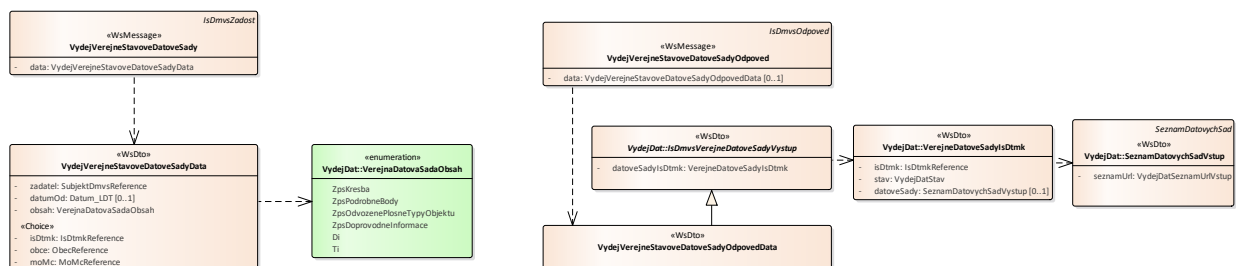 IsDmvsZadost
«WsMessage»
VydejVerejneStavoveDatoveSady
- data: VydejVerejneStavoveDatoveSadyData
«WsDto»
VydejVerejneStavoveDatoveSadyData
- zadatel: SubjektDmvsReference
- datumOd: Datum_LDT [0..1]
- obsah: VerejnaDatovaSadaObsah
«Choice»
- isDtmk: IsDtmkReference
- obce: ObecReference
- moMc: MoMcReference
«enumeration»
VydejDat::VerejnaDatovaSadaObsah
ZpsKresba
ZpsPodrobneBody
ZpsOdvozenePlosneTypyObjektu
ZpsDoprovodneInformace
Di
Ti
IsDmvsOdpoved
«WsMessage»
VydejVerejneStavoveDatoveSadyOdpoved
- data: VydejVerejneStavoveDatoveSadyOdpovedData [0..1]
«WsDto»
VydejDat::IsDmvsVerejneDatoveSadyVystup
- datoveSadyIsDtmk: VerejneDatoveSadyIsDtmk
«WsDto»
VydejVerejneStavoveDatoveSadyOdpovedData
«WsDto»
VydejDat::VerejneDatoveSadyIsDtmk
- isDtmk: IsDtmkReference
- stav: VydejDatStav
- datoveSady: SeznamDatovychSadVystup [0..1]
SeznamDatovychSad
«WsDto»
VydejDat::SeznamDatovychSadVstup
- seznamUrl: VydejDatSeznamUrlVstup